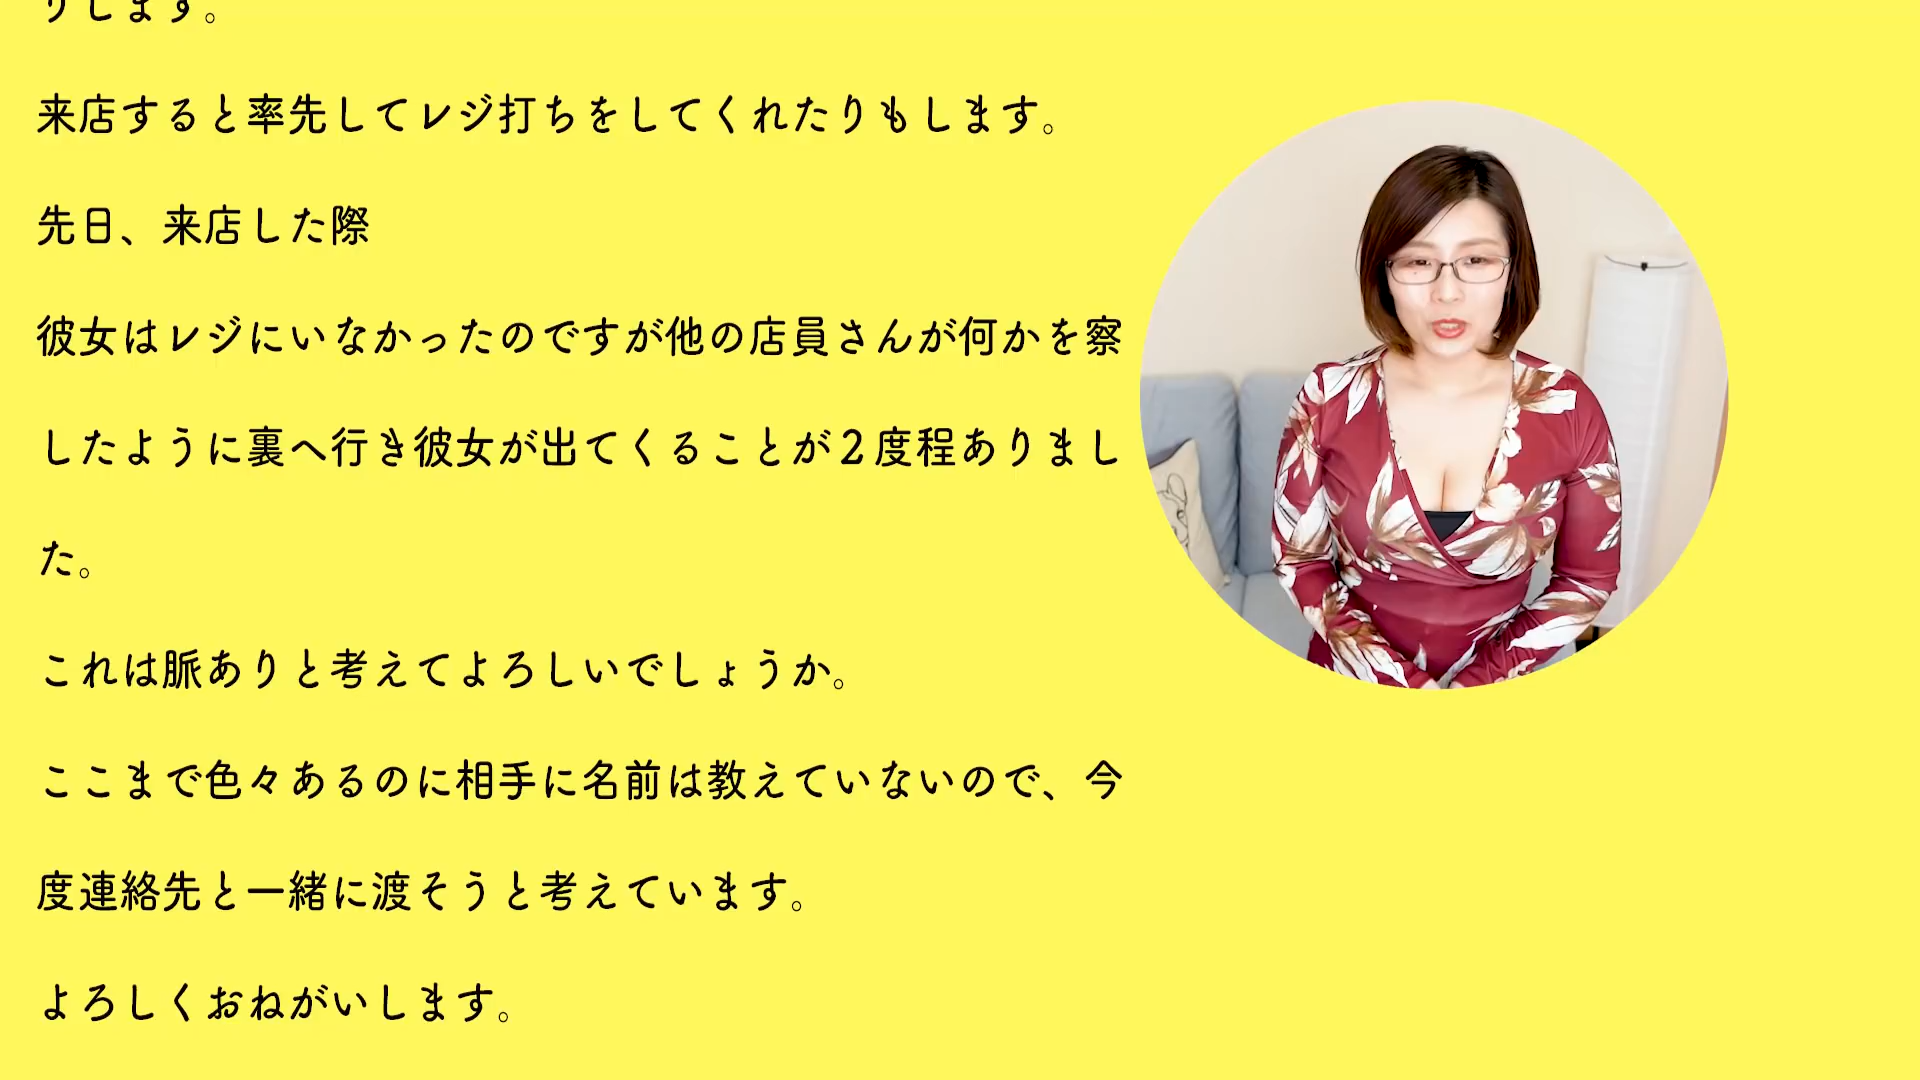 りします。
来店すると率先してレジ打ちをしてくれたりもします。
先日、来店した際
彼女はレジにいなかったのですが他の店員さんが何かを察
したように裏へ行き彼女が出てくることが２度程ありまし
た。
これは脈ありと考えてよろしいでしょうか。
ここまで色々あるのに相手に名前は教えていないので、今
度連絡先と一緒に渡そうと考えています。
よろしくおねがいします。